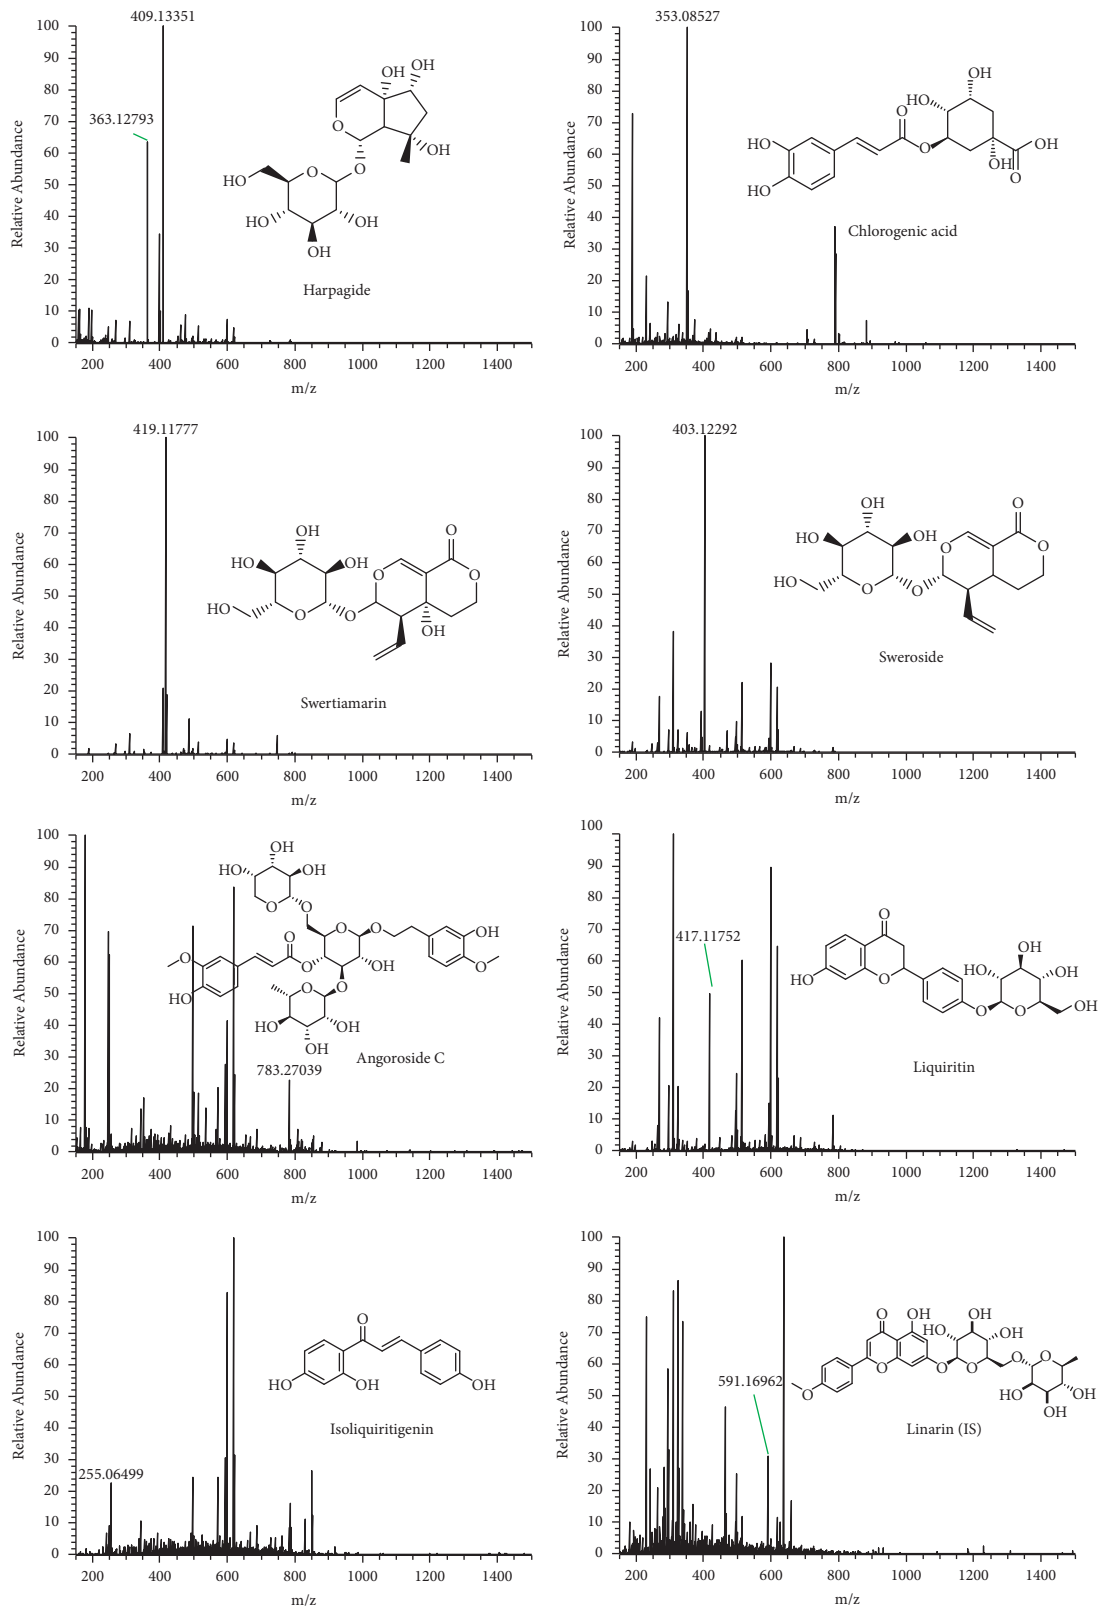 409.13351
363.12793
Relative Abundance
100
90
80
70
60
50
40
30
20
10
0
200 400 600 800 1000 1200 1400
m/z
OH OH
O
OH
O
HO O
HO OH
OH
Harpagide
353.08527
Relative Abundance
100
90
80
70
60
50
40
30
20
10
0
200 400 600 800 1000 1200 1400
m/z
OH
O HO
HO OH
O OH O
HO
Chlorogenic acid
419.11777
Relative Abundance
100
90
80
70
60
50
40
30
20
10
0
200 400 600 800 1000 1200 1400
m/z
OH O
HO OH O O
HO O O OH
Swertiamarin
403.12292
Relative Abundance
100
90
80
70
60
50
40
30
20
10
0
200 400 600 800 1000 1200 1400
m/z
OH O
HO OH O O
HO O O
Sweroside
Relative Abundance
100
90
80
70
60
50
40
30
20
10
0
200 400 600 800 1000 1200 1400
m/z
OH
HO OH
O O
O O OH
O O O OH O
HO O O
HO OH
OH
Angoroside C
783.27039
417.11752
Relative Abundance
100
90
80
70
60
50
40
30
20
10
0
200 400 600 800 1000 1200 1400
m/z
O
OH
HO OH
HO O
O O OH
Liquiritin
255.06499
Relative Abundance
100
90
80
70
60
50
40
30
20
10
0
200 400 600 800 1000 1200 1400
m/z
O
HO OH OH
Isoliquiritigenin
591.16962
Relative Abundance
100
90
80
70
60
50
40
30
20
10
0
200 400 600 800 1000 1200 1400
m/z
O OH OH
HO OH
O O O O O
O HO OH
OH
Linarin (IS)